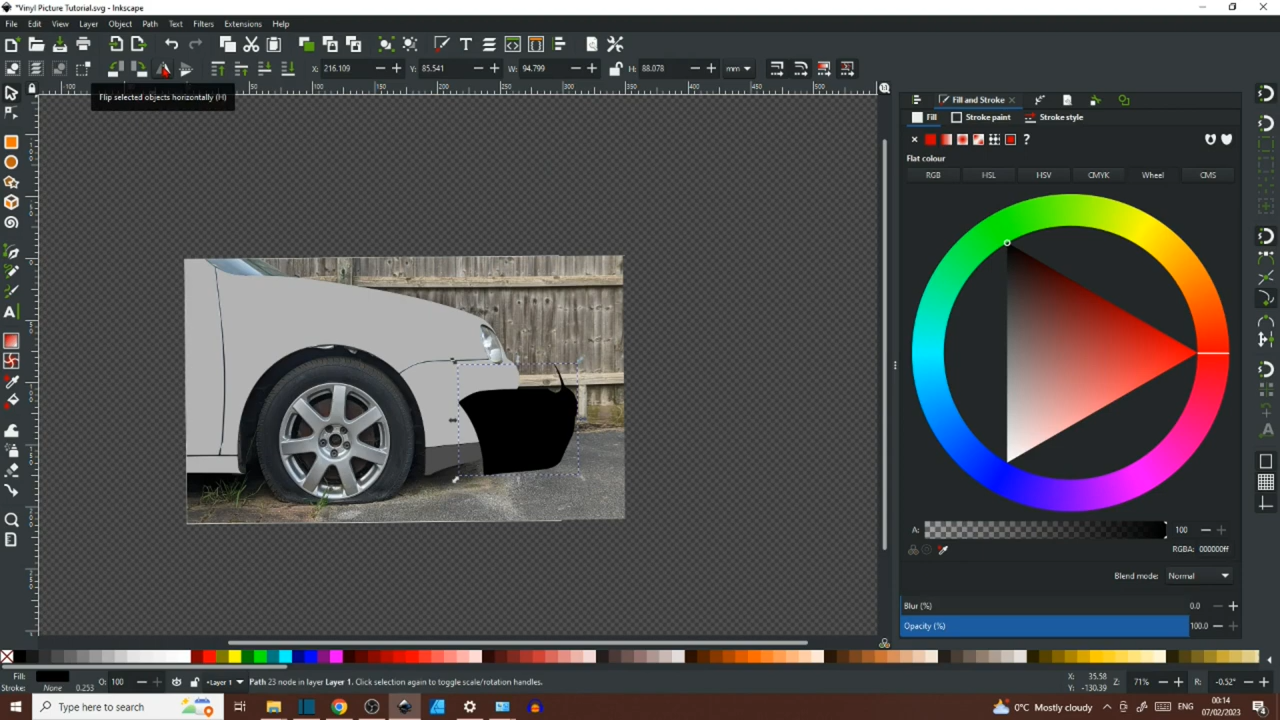 *Vinyl Picture Tutorial.svg - Inkscape
File Edit View Layer Object Path Text Filters Extensions Help
X: 216.109 Y: 85.541 W: 94.799 H: 88.078 mm
Flip selected objects horizontally (H)
Fill and Stroke
Fill Stroke paint Stroke style
Flat colour
RGB HSL HSV CMYK Wheel CMS
A: 100
RGBA: 000000ff
Blend mode: Normal
Blur (%) 0.0
Opacity (%) 100.0
Fill: O: 100 Layer 1 Path 23 node in layer Layer 1. Click selection again to toggle scale/rotation handles. X: 35.58 Z: 71% R: -0.52°
Stroke: None 0.253 Y: -130.39
Type here to search 0°C Mostly cloudy ENG 00:14
07/02/2023